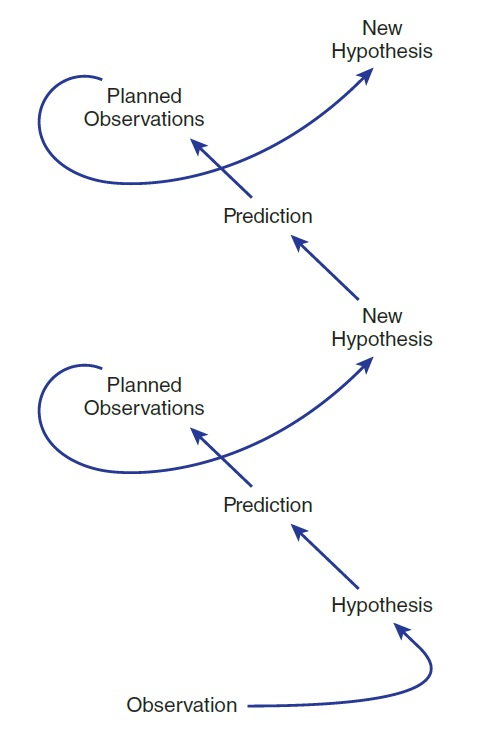 New
Hypothesis
Planned
Observations
Prediction
New
Hypothesis
Planned
Observations
Prediction
Hypothesis
Observation